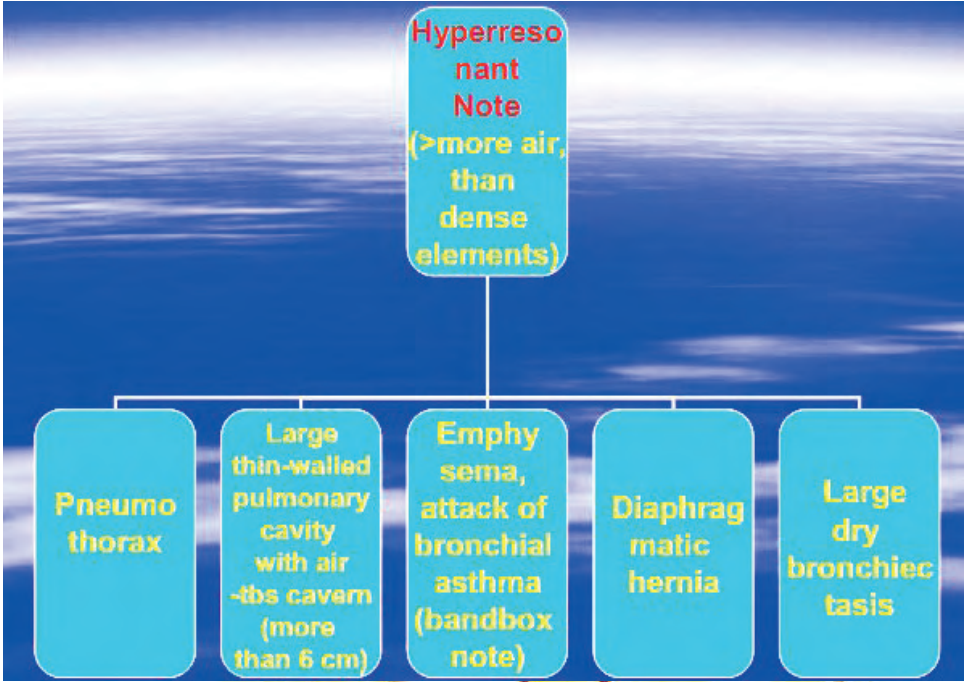 Hyperreso
nant
Note
(>more air,
than
dense
elements)
Pneumo
thorax
Large
thin-walled
pulmonary
cavity
with air
-tbs cavern
(more
than 6 cm)
Emphy
sema,
attack of
bronchial
asthma
(bandbox
note)
Diaphrag
matic
hernia
Large
dry
bronchiec
tasis